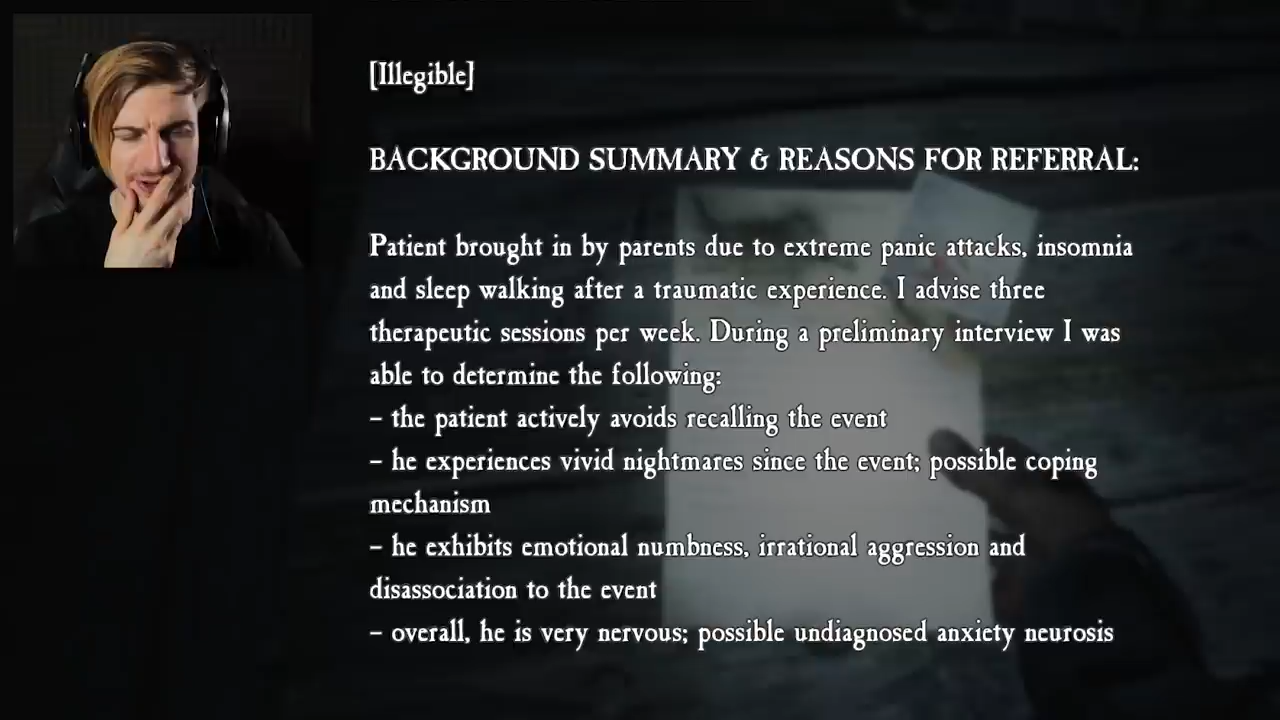 [Illegible]
BACKGROUND SUMMARY & REASONS FOR REFERRAL:
Patient brought in by parents due to extreme panic attacks, insomnia
and sleep walking after a traumatic experience. I advise three
therapeutic sessions per week. During a preliminary interview I was
able to determine the following:
– the patient actively avoids recalling the event
– he experiences vivid nightmares since the event; possible coping
mechanism
– he exhibits emotional numbness, irrational aggression and
disassociation to the event
– overall, he is very nervous; possible undiagnosed anxiety neurosis